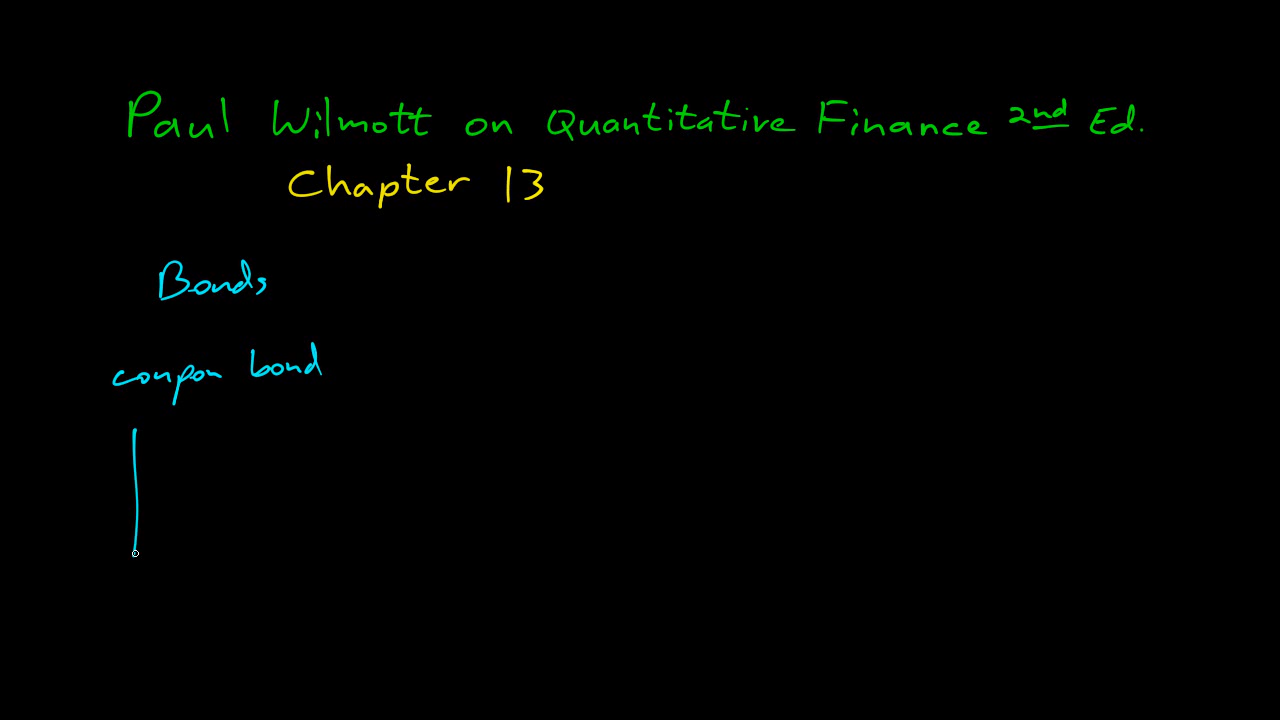 Paul Wilmott on Quantitative Finance 2nd Ed.
Chapter 13
Bonds
coupon bond